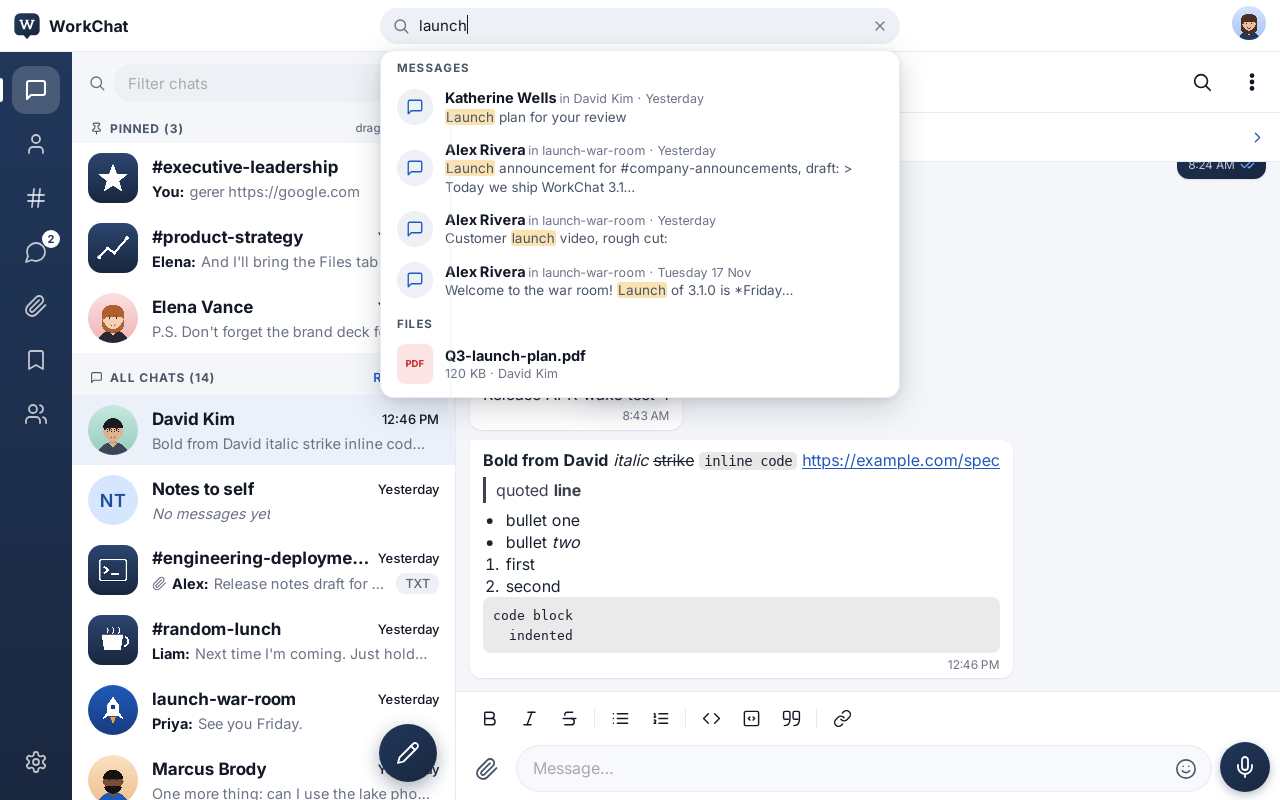 WorkChat
launch
MESSAGES
Katherine Wells in David Kim · Yesterday
Launch plan for your review
Alex Rivera in launch-war-room · Yesterday
Launch announcement for #company-announcements, draft: >
Today we ship WorkChat 3.1...
Alex Rivera in launch-war-room · Yesterday
Customer launch video, rough cut:
Alex Rivera in launch-war-room · Tuesday 17 Nov
Welcome to the war room! Launch of 3.1.0 is *Friday...
FILES
PDF
Q3-launch-plan.pdf
120 KB · David Kim
2
Filter chats
PINNED (3)
drag
#executive-leadership
You: gerer https://google.com
#product-strategy
Elena: And I'll bring the Files tab
Elena Vance
P.S. Don't forget the brand deck
ALL CHATS (14)
David Kim
12:46 PM
Bold from David italic strike inline cod...
NT
Notes to self
Yesterday
No messages yet
#engineering-deployme...
Yesterday
Alex: Release notes draft for ...
TXT
#random-lunch
Yesterday
Liam: Next time I'm coming. Just hold...
launch-war-room
Yesterday
Priya: See you Friday.
Marcus Brody
One more thing: can I use the lake pho...
8:24 AM
8:43 AM
Bold from David italic strike inline code https://example.com/spec
quoted line
• bullet one
• bullet two
1. first
2. second
code block
indented
12:46 PM
Message...